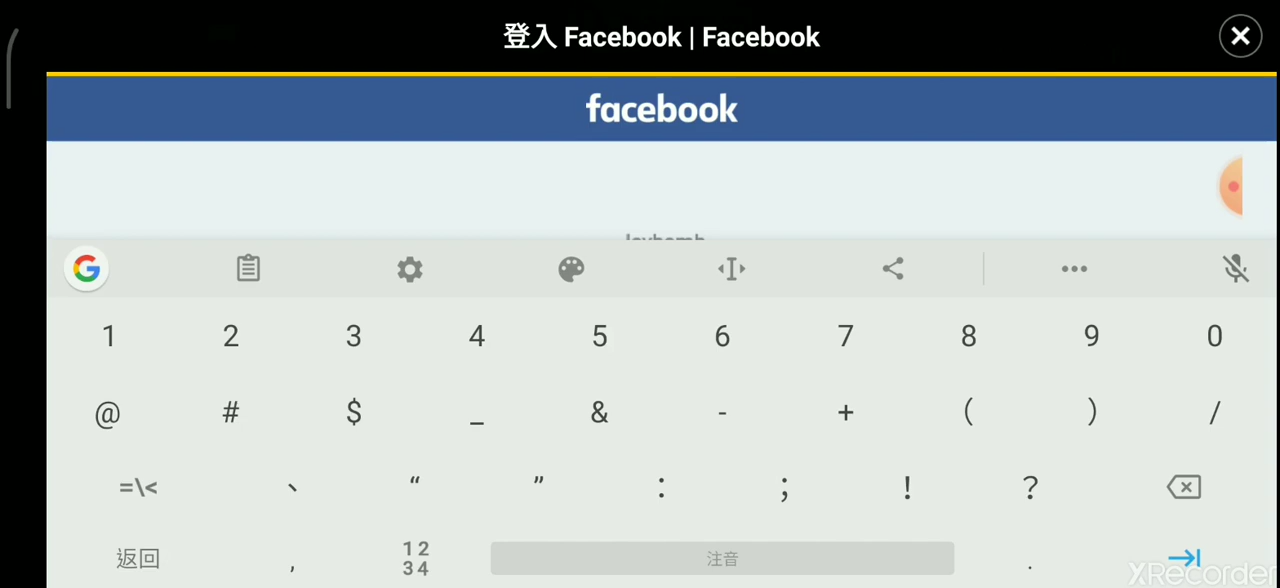 登入 Facebook | Facebook
facebook
1 2 3 4 5 6 7 8 9 0
@ # $ _ & - + ( ) /
=\< 、 “ ” : ; ! ?
返回 , 12 注音 .
34
XRecorder